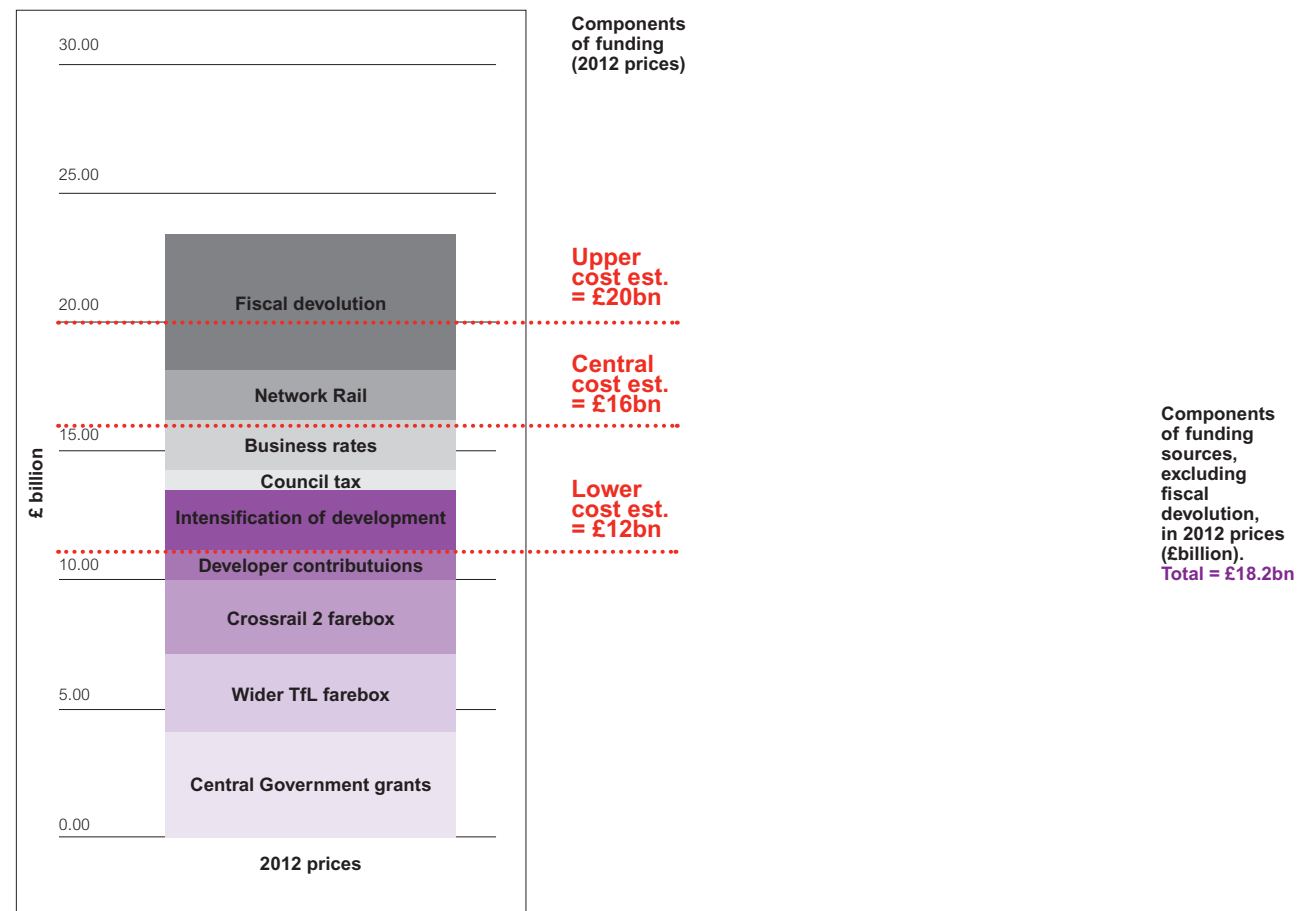 Components
of funding
(2012 prices)
30.00
25.00
20.00
15.00
10.00
5.00
0.00
£ billion
Fiscal devolution
Network Rail
Business rates
Council tax
Intensification of development
Developer contributuions
Crossrail 2 farebox
Wider TfL farebox
Central Government grants
2012 prices
Upper
cost est.
= £20bn
Central
cost est.
= £16bn
Lower
cost est.
= £12bn
Components
of funding
sources,
excluding
fiscal
devolution,
in 2012 prices
(£billion).
Total = £18.2bn